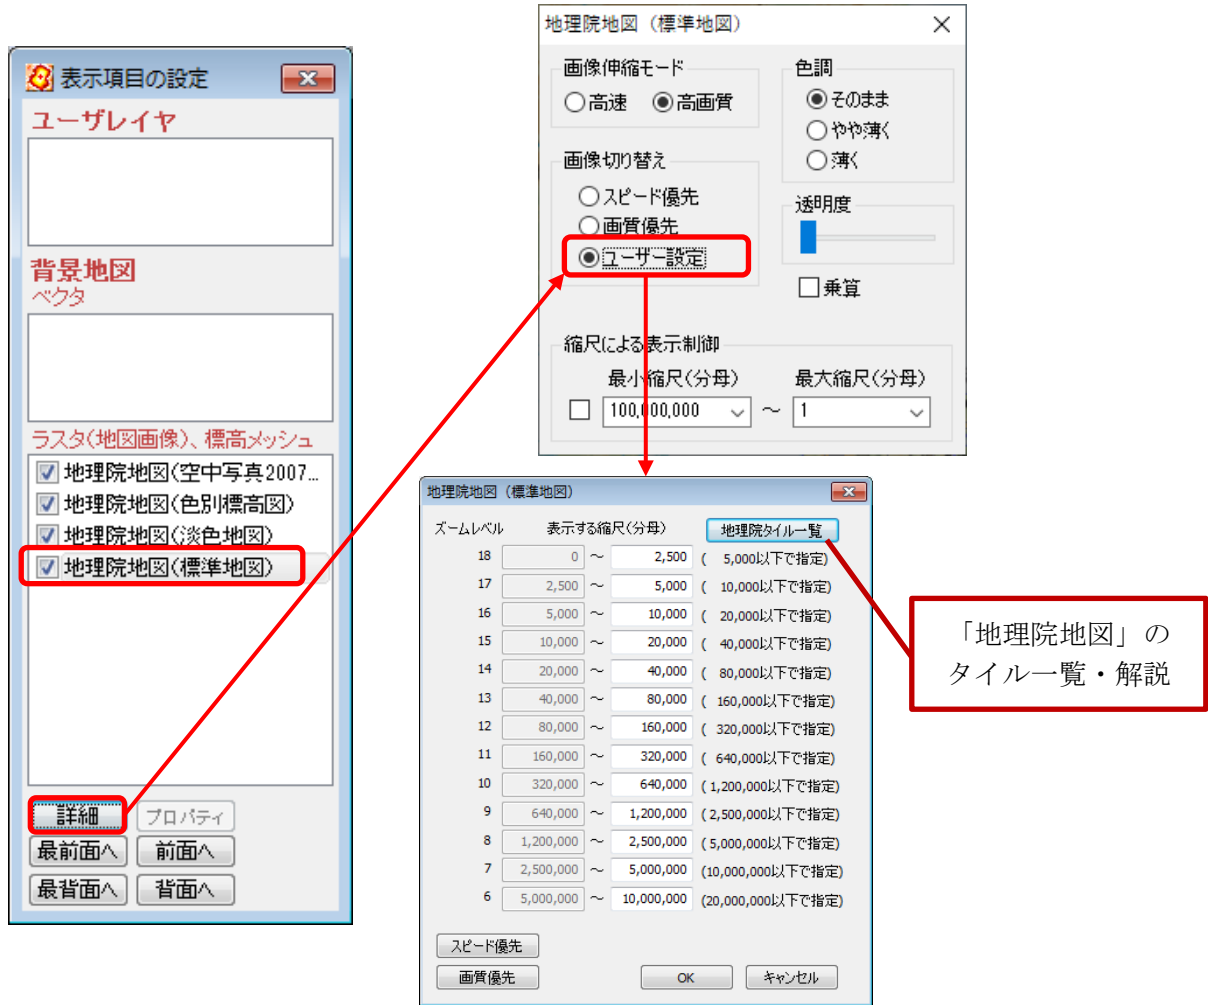 表示項目の設定
ユーザレイヤ
背景地図
ベクタ
ラスタ(地図画像)、標高メッシュ
地理院地図(空中写真2007...
地理院地図(色別標高図)
地理院地図(淡色地図)
地理院地図(標準地図)
詳細 プロパティ
最前面へ 前面へ
最背面へ 背面へ
地理院地図（標準地図）
画像伸縮モード
高速 高画質
画像切り替え
スピード優先
画質優先
ユーザー設定
色調
そのまま
やや薄く
薄く
透明度
乗算
縮尺による表示制御
最小縮尺(分母) 最大縮尺(分母)
100,000,000 ～ 1
地理院地図（標準地図）
ズームレベル 表示する縮尺(分母) 地理院タイル一覧
18 0 ～ 2,500 ( 5,000以下で指定)
17 2,500 ～ 5,000 ( 10,000以下で指定)
16 5,000 ～ 10,000 ( 20,000以下で指定)
15 10,000 ～ 20,000 ( 40,000以下で指定)
14 20,000 ～ 40,000 ( 80,000以下で指定)
13 40,000 ～ 80,000 ( 160,000以下で指定)
12 80,000 ～ 160,000 ( 320,000以下で指定)
11 160,000 ～ 320,000 ( 640,000以下で指定)
10 320,000 ～ 640,000 (1,200,000以下で指定)
9 640,000 ～ 1,200,000 (2,500,000以下で指定)
8 1,200,000 ～ 2,500,000 (5,000,000以下で指定)
7 2,500,000 ～ 5,000,000 (10,000,000以下で指定)
6 5,000,000 ～ 10,000,000 (20,000,000以下で指定)
スピード優先
画質優先 OK キャンセル
「地理院地図」の
タイル一覧・解説